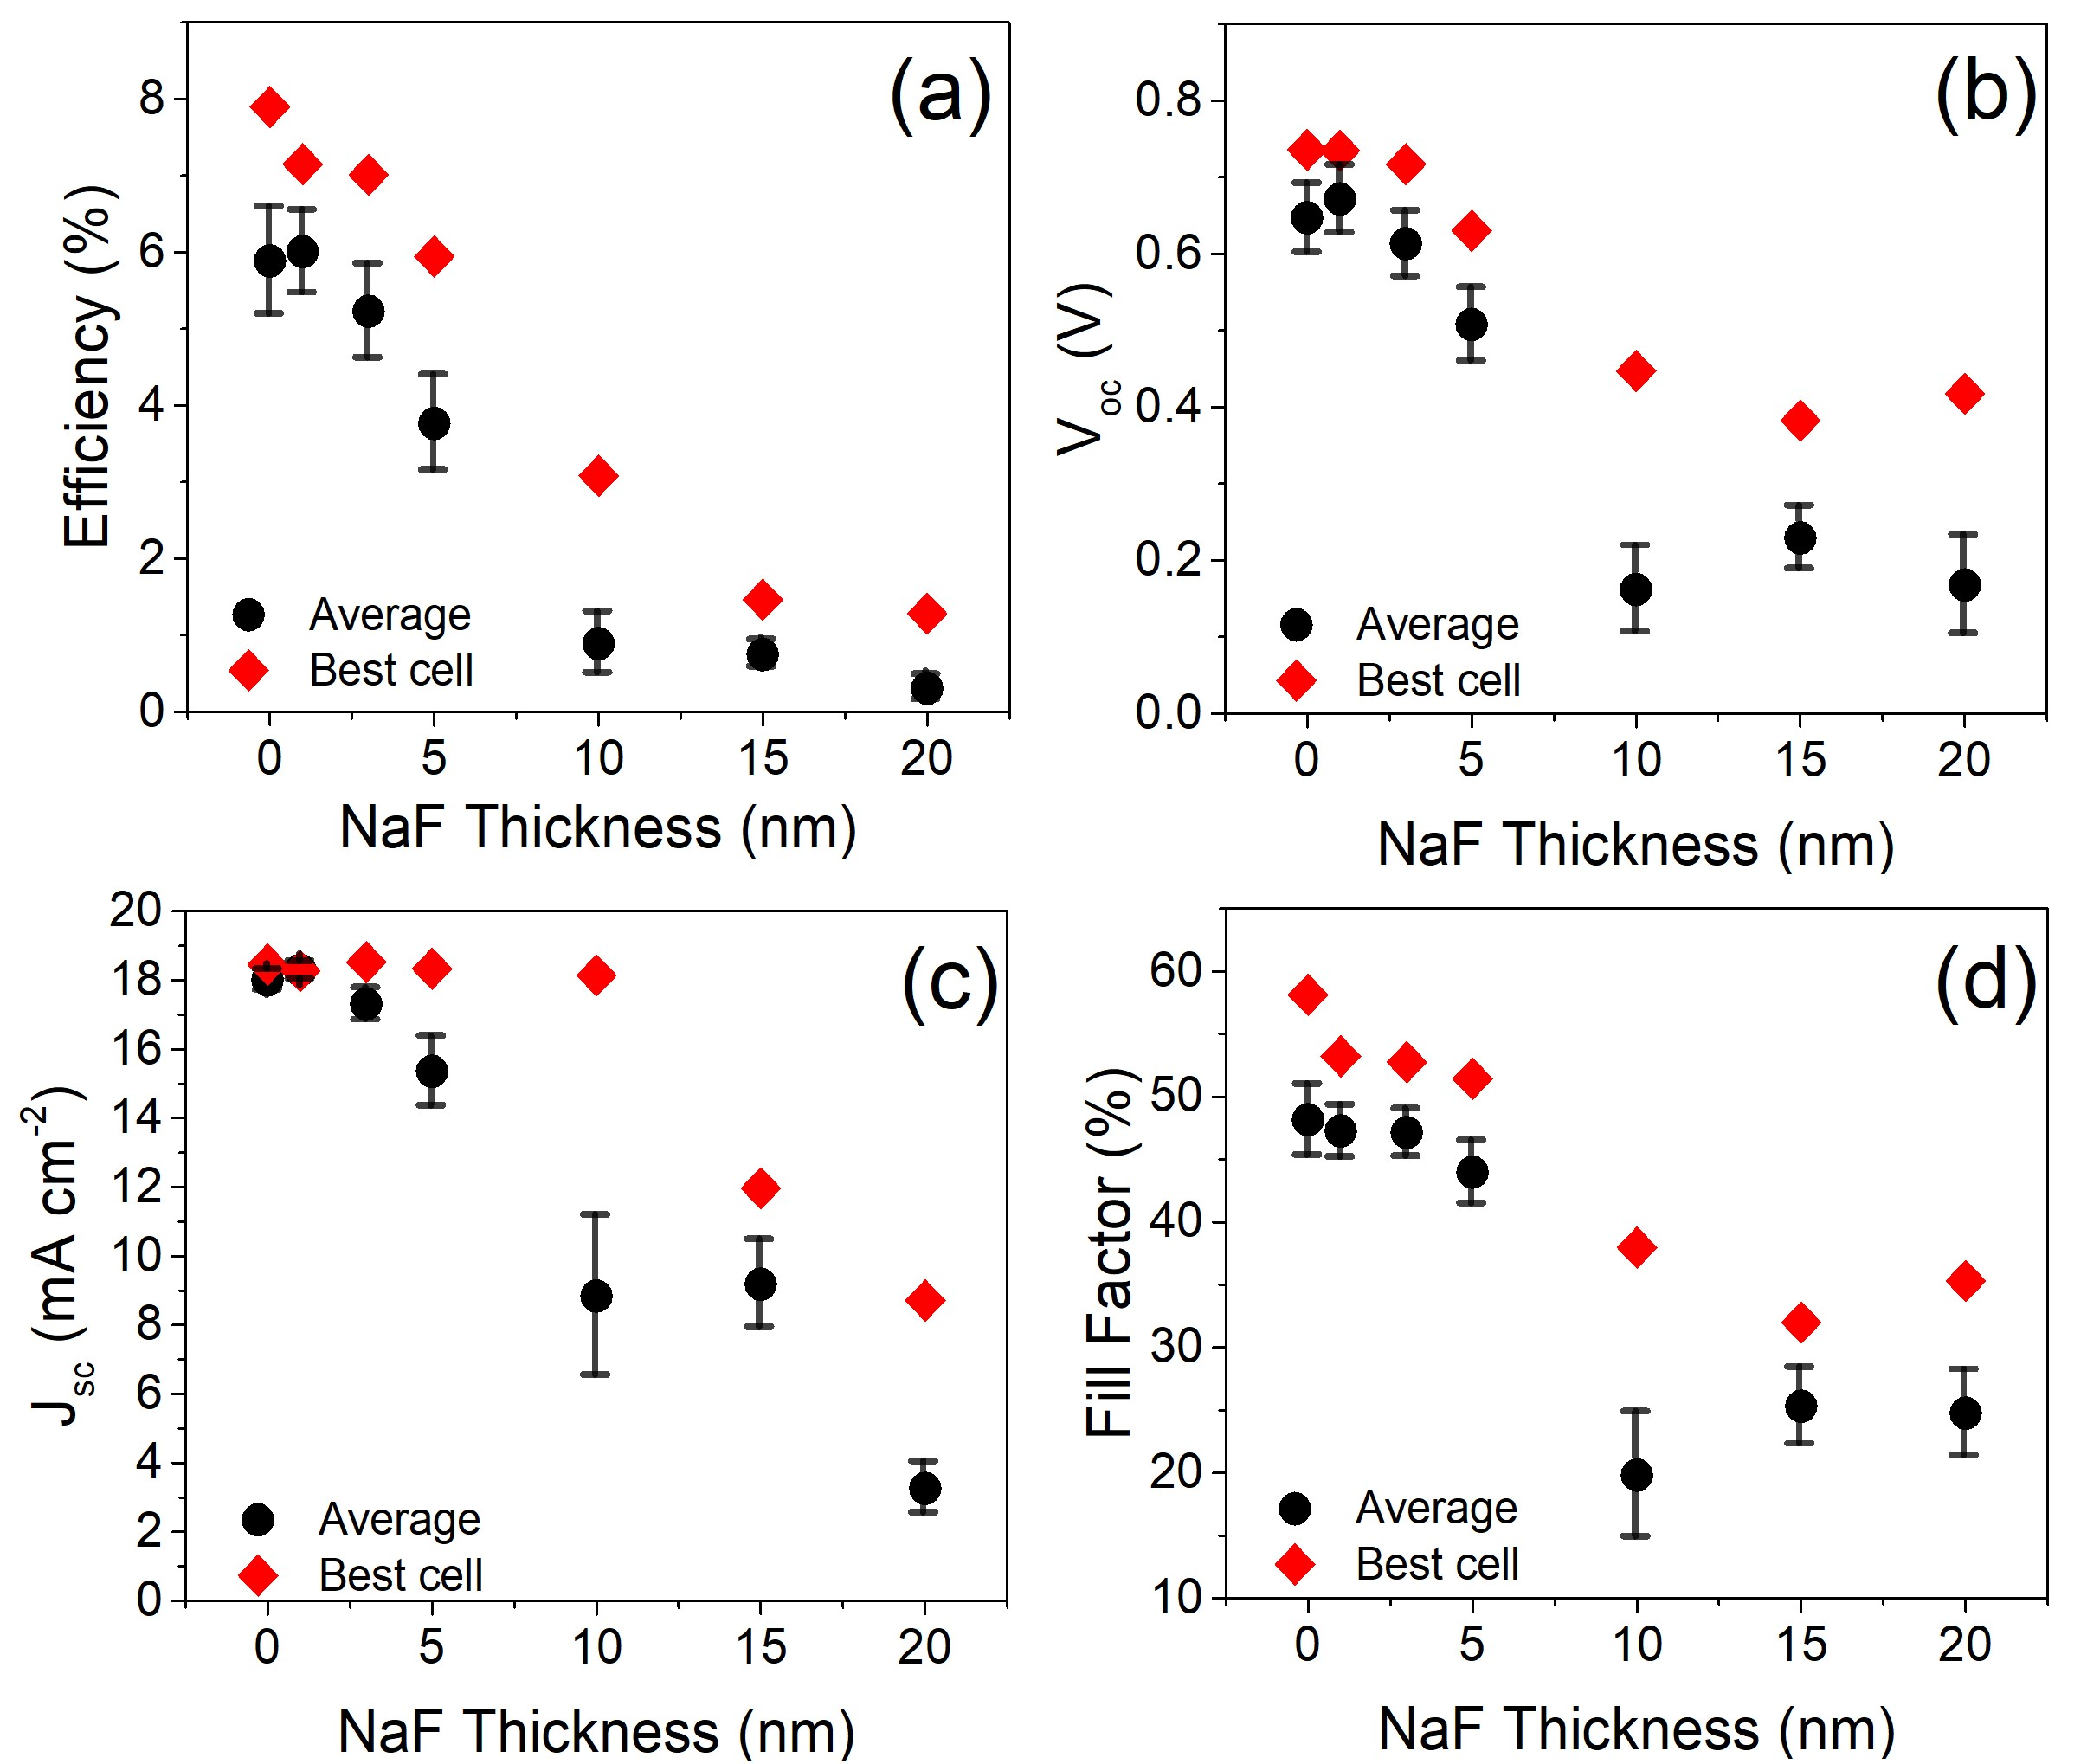 (a)
Efficiency (%)
8
6
4
2
0
Average
Best cell
0 5 10 15 20
NaF Thickness (nm)
(b)
Voc (V)
0.8
0.6
0.4
0.2
0.0
Average
Best cell
0 5 10 15 20
NaF Thickness (nm)
(c)
Jsc (mA cm-2)
20
18
16
14
12
10
8
6
4
2
0
Average
Best cell
0 5 10 15 20
NaF Thickness (nm)
(d)
Fill Factor (%)
60
50
40
30
20
10
Average
Best cell
0 5 10 15 20
NaF Thickness (nm)